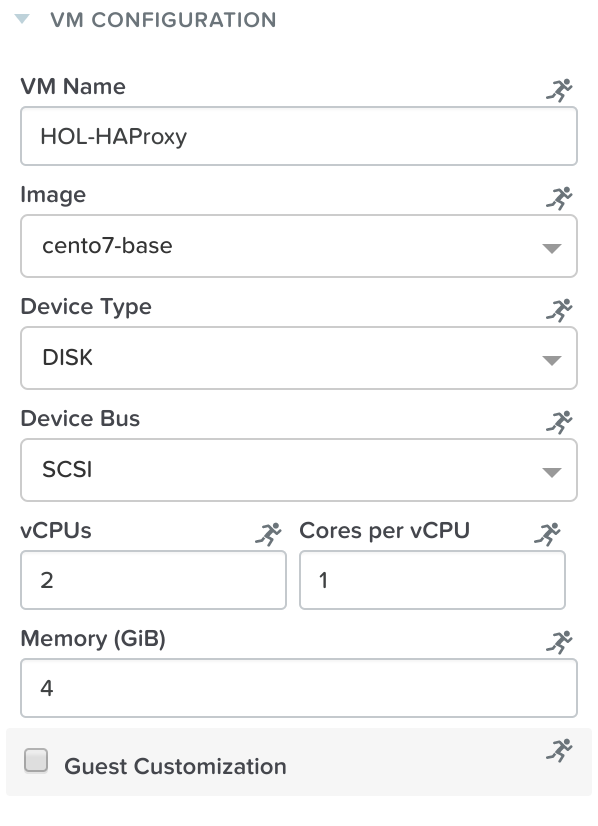 VM CONFIGURATION
VM Name
HOL-HAProxy
Image
cento7-base
Device Type
DISK
Device Bus
SCSI
vCPUs Cores per vCPU
2 1
Memory (GiB)
4
Guest Customization